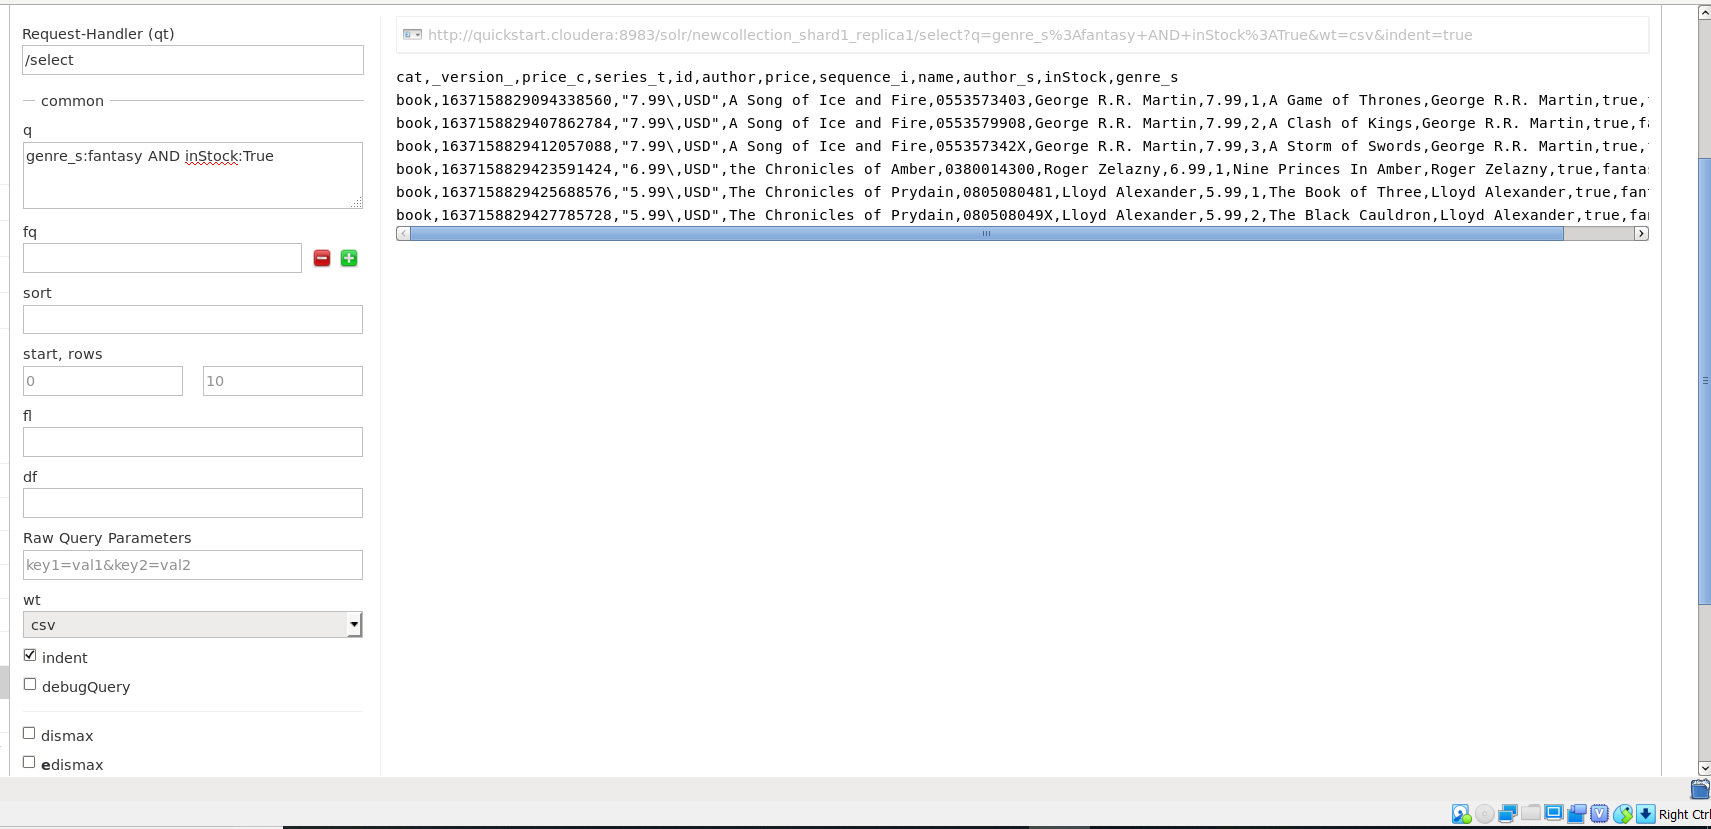 Request-Handler (qt)
/select
common
q
genre_s:fantasy AND inStock:True
fq
sort
start, rows
0 10
fl
df
Raw Query Parameters
key1=val1&key2=val2
wt
csv
indent
debugQuery
dismax
edismax
http://quickstart.cloudera:8983/solr/newcollection_shard1_replica1/select?q=genre_s%3Afantasy+AND+inStock%3ATrue&wt=csv&indent=true
cat,_version_,price_c,series_t,id,author,price,sequence_i,name,author_s,inStock,genre_s
book,1637158829094338560,"7.99\,USD",A Song of Ice and Fire,0553573403,George R.R. Martin,7.99,1,A Game of Thrones,George R.R. Martin,true,
book,1637158829407862784,"7.99\,USD",A Song of Ice and Fire,0553579908,George R.R. Martin,7.99,2,A Clash of Kings,George R.R. Martin,true,fa
book,1637158829412057088,"7.99\,USD",A Song of Ice and Fire,055357342X,George R.R. Martin,7.99,3,A Storm of Swords,George R.R. Martin,true,
book,1637158829423591424,"6.99\,USD",the Chronicles of Amber,0380014300,Roger Zelazny,6.99,1,Nine Princes In Amber,Roger Zelazny,true,fantas
book,1637158829425688576,"5.99\,USD",The Chronicles of Prydain,0805080481,Lloyd Alexander,5.99,1,The Book of Three,Lloyd Alexander,true,fant
book,1637158829427785728,"5.99\,USD",The Chronicles of Prydain,080508049X,Lloyd Alexander,5.99,2,The Black Cauldron,Lloyd Alexander,true,fan
Right Ctrl